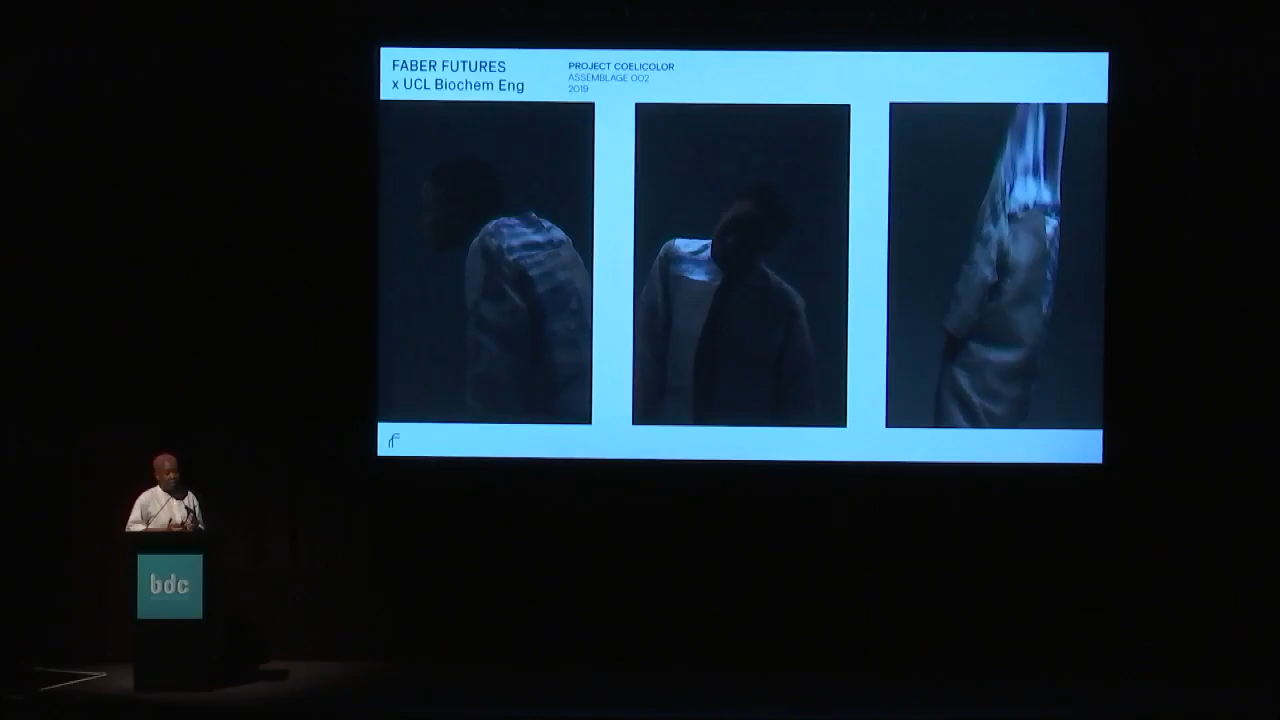 FABER FUTURES
x UCL Biochem Eng
PROJECT COELICOLOR
ASSEMBLAGE 002
2019
bdc